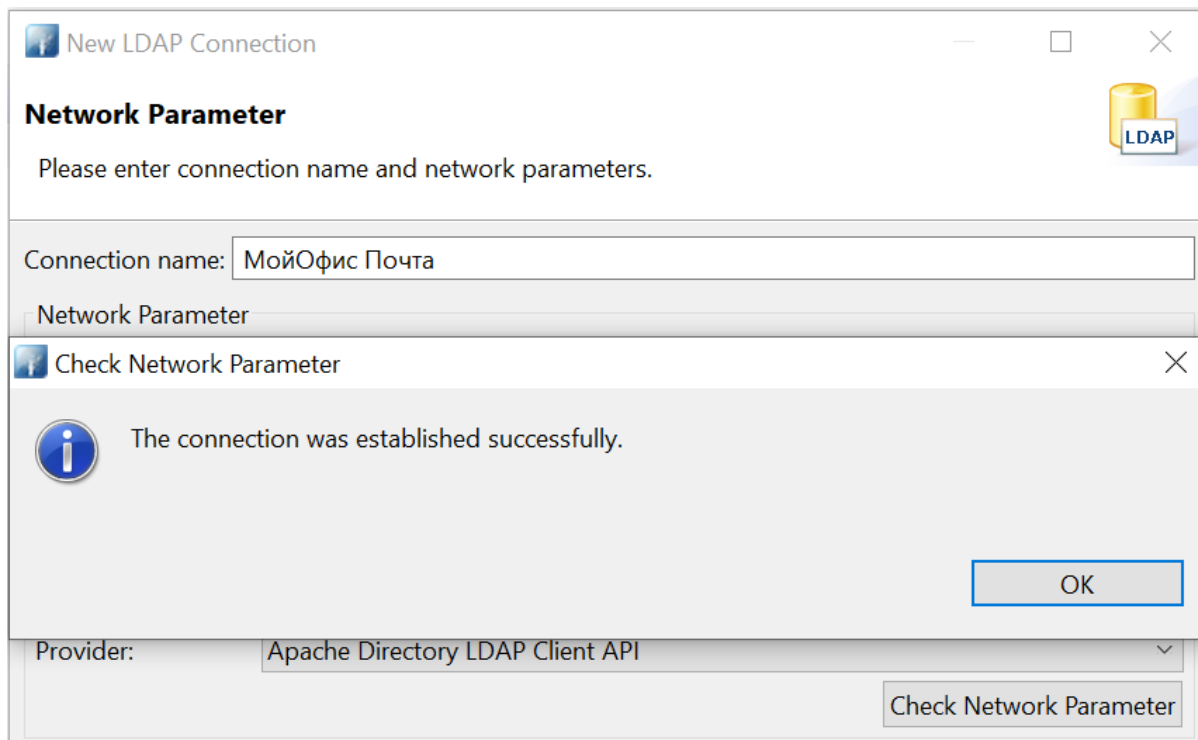 New LDAP Connection
Network Parameter
LDAP
Please enter connection name and network parameters.
Connection name: МойОфис Почта
Network Parameter
Check Network Parameter
The connection was established successfully.
OK
Provider: Apache Directory LDAP Client API
Check Network Parameter